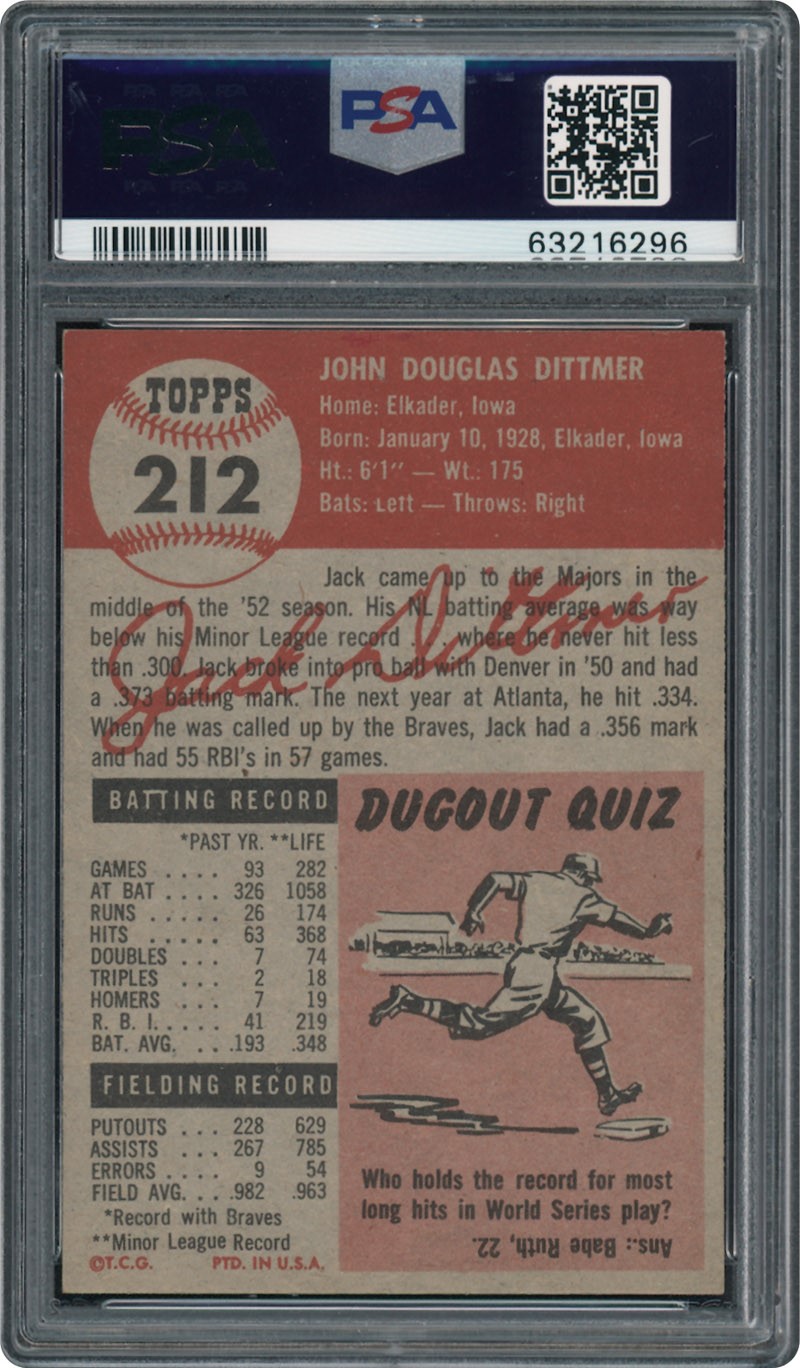 PSA
PSA
63216296
TOPPS
212
JOHN DOUGLAS DITTMER
Home: Elkader, Iowa
Born: January 10, 1928, Elkader, Iowa
Ht.: 6'1" — Wt.: 175
Bats: Left — Throws: Right
Jack came up to the Majors in the
middle of the '52 season. His NL batting average was way
below his Minor League record . . . where he never hit less
than .300. Jack broke into pro ball with Denver in '50 and had
a .373 batting mark. The next year at Atlanta, he hit .334.
When he was called up by the Braves, Jack had a .356 mark
and had 55 RBI's in 57 games.
Jack Dittmer
BATTING RECORD
*PAST YR. **LIFE
GAMES . . . . 93 282
AT BAT . . . . 326 1058
RUNS . . . . . 26 174
HITS . . . . . 63 368
DOUBLES . . . 7 74
TRIPLES . . . 2 18
HOMERS . . . 7 19
R. B. I. . . . . 41 219
BAT. AVG. . . . .193 .348
FIELDING RECORD
PUTOUTS . . . 228 629
ASSISTS . . . 267 785
ERRORS . . . . 9 54
FIELD AVG. . . .982 .963
*Record with Braves
**Minor League Record
©T.C.G. PTD. IN U.S.A.
DUGOUT QUIZ
Who holds the record for most
long hits in World Series play?
Ans.: Babe Ruth, 22.